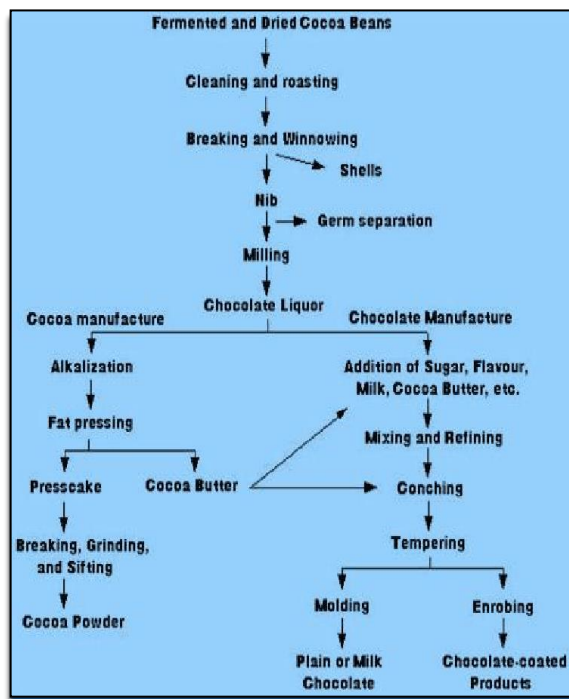 Fermented and Dried Cocoa Beans
Cleaning and roasting
Breaking and Winnowing
Shells
Nib
Germ separation
Milling
Chocolate Liquor
Cocoa manufacture
Chocolate Manufacture
Alkalization
Addition of Sugar, Flavour,
Milk, Cocoa Butter, etc.
Fat pressing
Mixing and Refining
Presscake
Cocoa Butter
Conching
Breaking, Grinding,
and Sifting
Tempering
Cocoa Powder
Molding
Enrobing
Plain or Milk
Chocolate
Chocolate-coated
Products